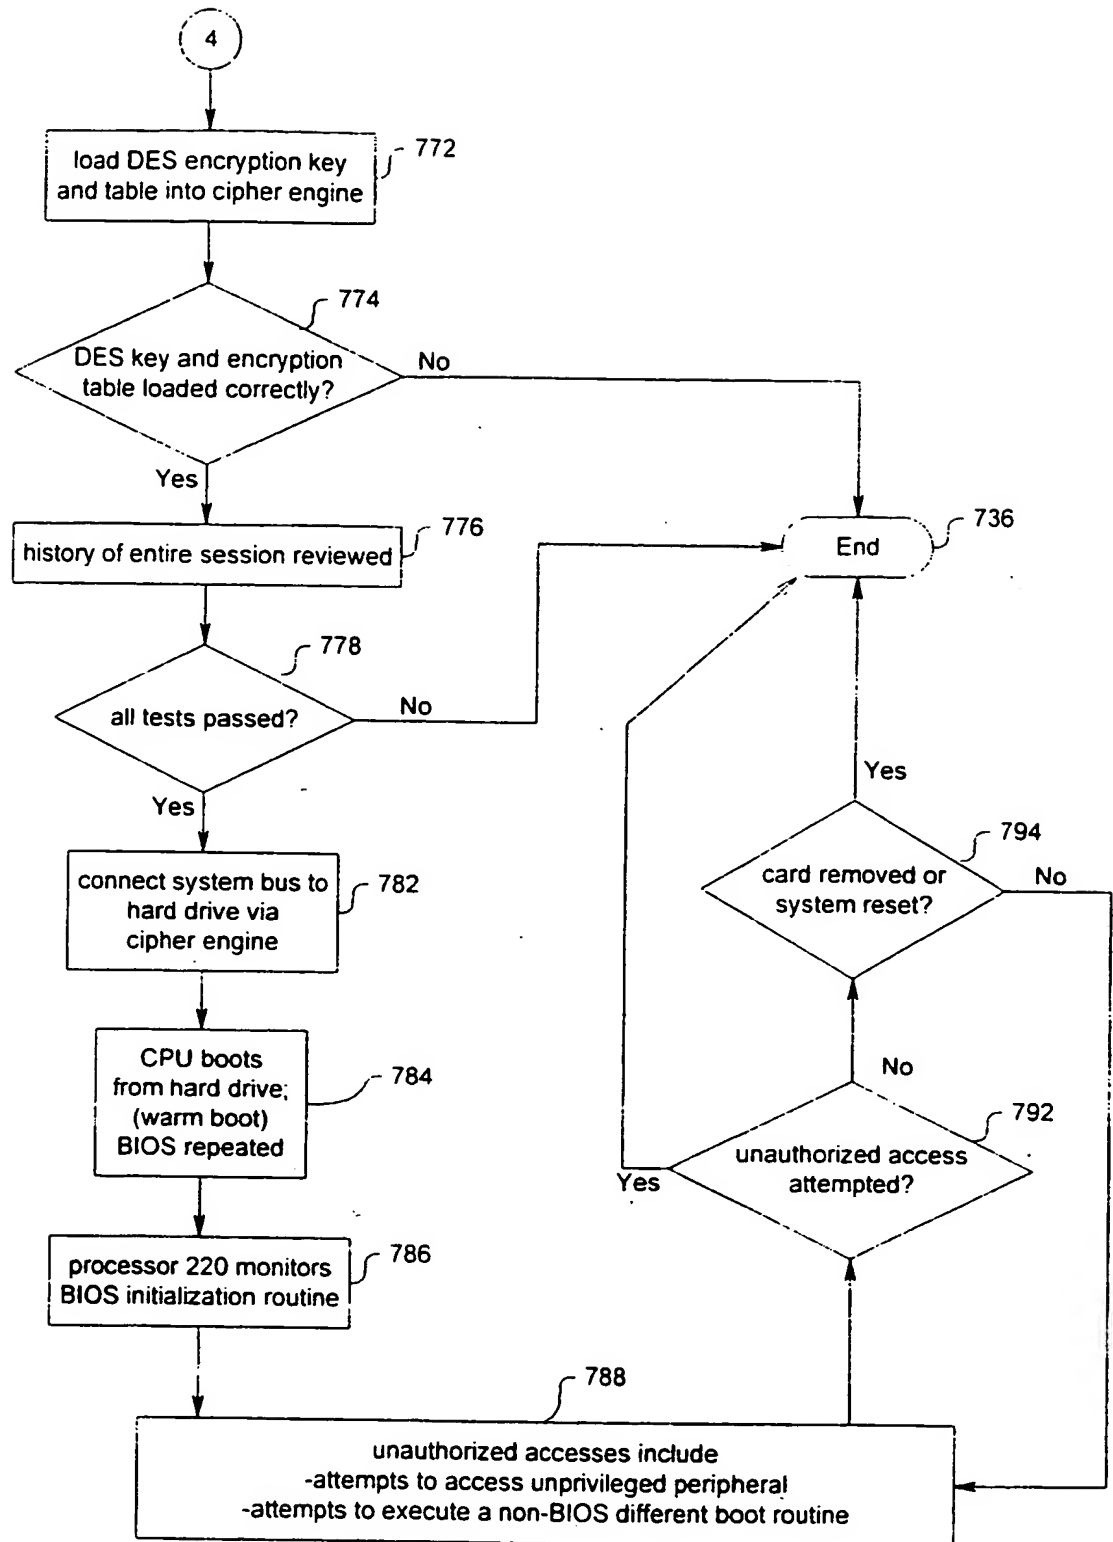 4
load DES encryption key
and table into cipher engine
772
774
DES key and encryption
table loaded correctly?
No
Yes
history of entire session reviewed
776
End
736
778
all tests passed?
No
Yes
connect system bus to
hard drive via
cipher engine
782
CPU boots
from hard drive;
(warm boot)
BIOS repeated
784
processor 220 monitors
BIOS initialization routine
786
788
unauthorized accesses include
-attempts to access unprivileged peripheral
-attempts to execute a non-BIOS different boot routine
792
unauthorized access
attempted?
Yes
No
794
card removed or
system reset?
No
Yes